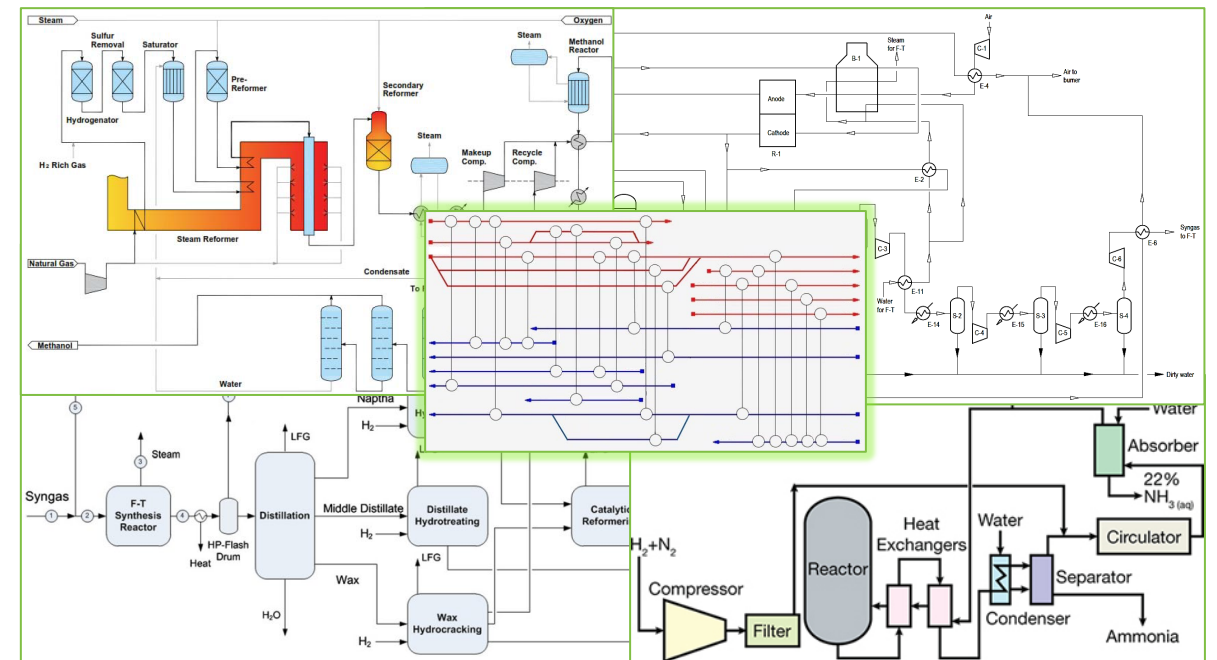 Steam
Oxygen
Sulfur
Removal
Saturator
Steam
Methanol
Reactor
Pre-
Reformer
Secondary
Reformer
Hydrogenator
Steam
Makeup
Comp.
Recycle
Comp.
H₂ Rich Gas
Steam Reformer
Natural Gas
Condensate
Methanol
Water
Air
C-1
Steam
for F-T
B-1
E-4
Air to
burner
Anode
Cathode
R-1
E-2
C-3
E-6
Syngas
to F-T
C-6
E-11
Water
for F-T
E-14
S-2
C-4
E-15
S-3
C-5
E-16
S-4
Dirty water
Naptha
5
LFG
H₂
Steam
3
Syngas
1
2
F-T
Synthesis
Reactor
4
HP-Flash
Drum
Heat
Distillation
Middle Distillate
H₂
Distillate
Hydrotreating
LFG
Wax
H₂O
Wax
Hydrocracking
H₂
Water
Absorber
22%
NH₃ (aq)
H₂+N₂
Compressor
Filter
Reactor
Heat
Exchangers
Water
Condenser
Separator
Circulator
Ammonia